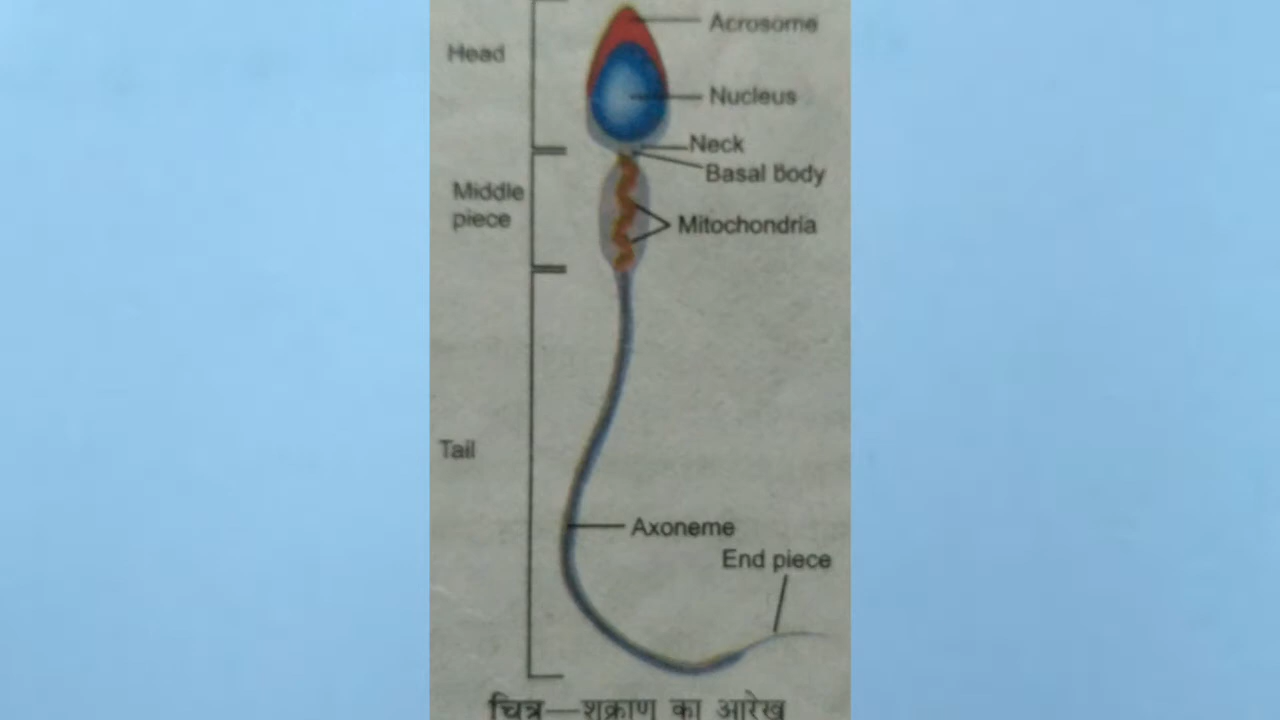 Acrosome
Head
Nucleus
Neck
Basal body
Middle
piece
Mitochondria
Tail
Axoneme
End piece
चित्र—शुक्राणु का आरेख